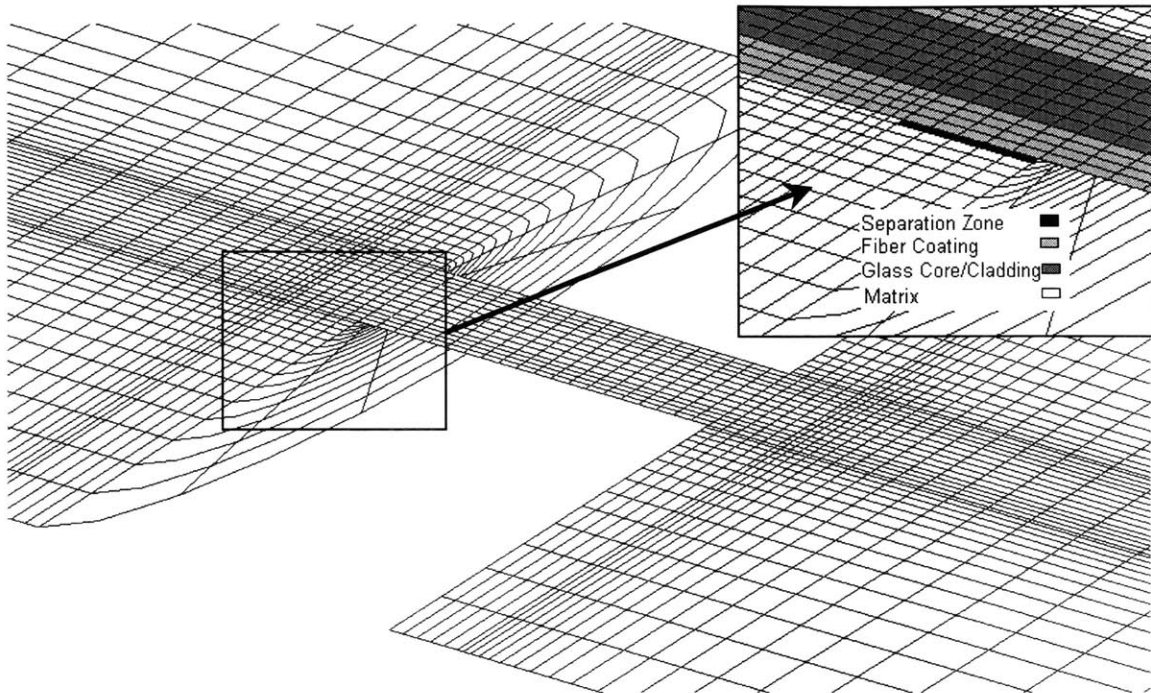 Separation Zone
Fiber Coating
Glass Core/Cladding
Matrix